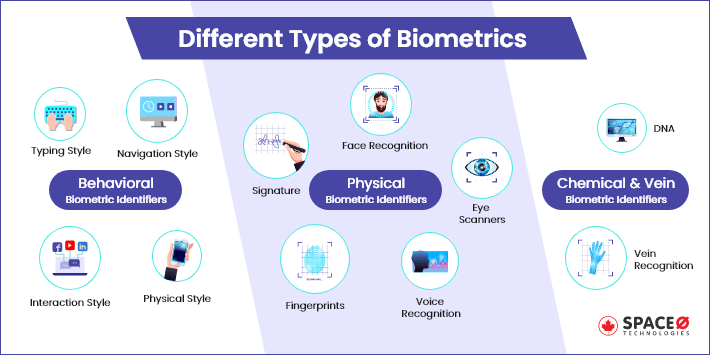 Different Types of Biometrics
Typing Style
Navigation Style
Behavioral
Biometric Identifiers
Interaction Style
Physical Style
Face Recognition
Signature
Physical
Biometric Identifiers
Eye
Scanners
Fingerprints
Voice
Recognition
DNA
Chemical & Vein
Biometric Identifiers
Vein
Recognition
SPACE
TECHNOLOGIES